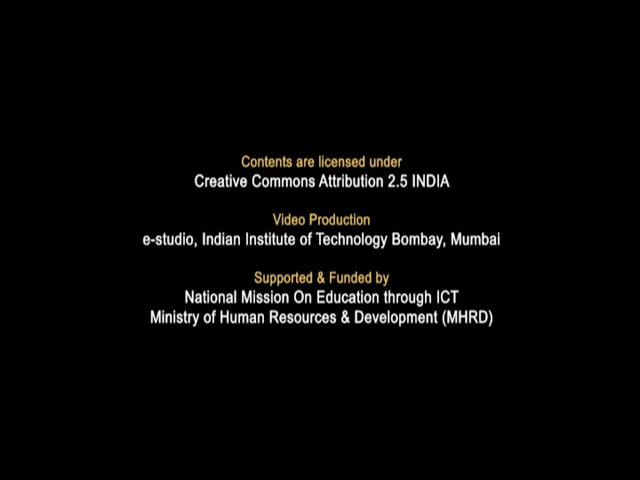 Contents are licensed under
Creative Commons Attribution 2.5 INDIA
Video Production
e-studio, Indian Institute of Technology Bombay, Mumbai
Supported & Funded by
National Mission On Education through ICT
Ministry of Human Resources & Development (MHRD)